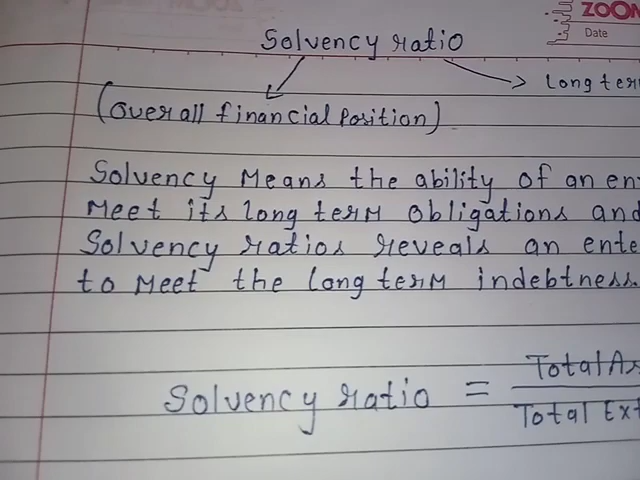 ZOOM
Date
Solvency ratio
Long ter
(Overall financial Position)
Solvency Means the ability of an en
Meet its long term obligations and
Solvency ratios reveals an ente
to Meet the long term indebtness.
Solvency ratio = Total As
Total Ext